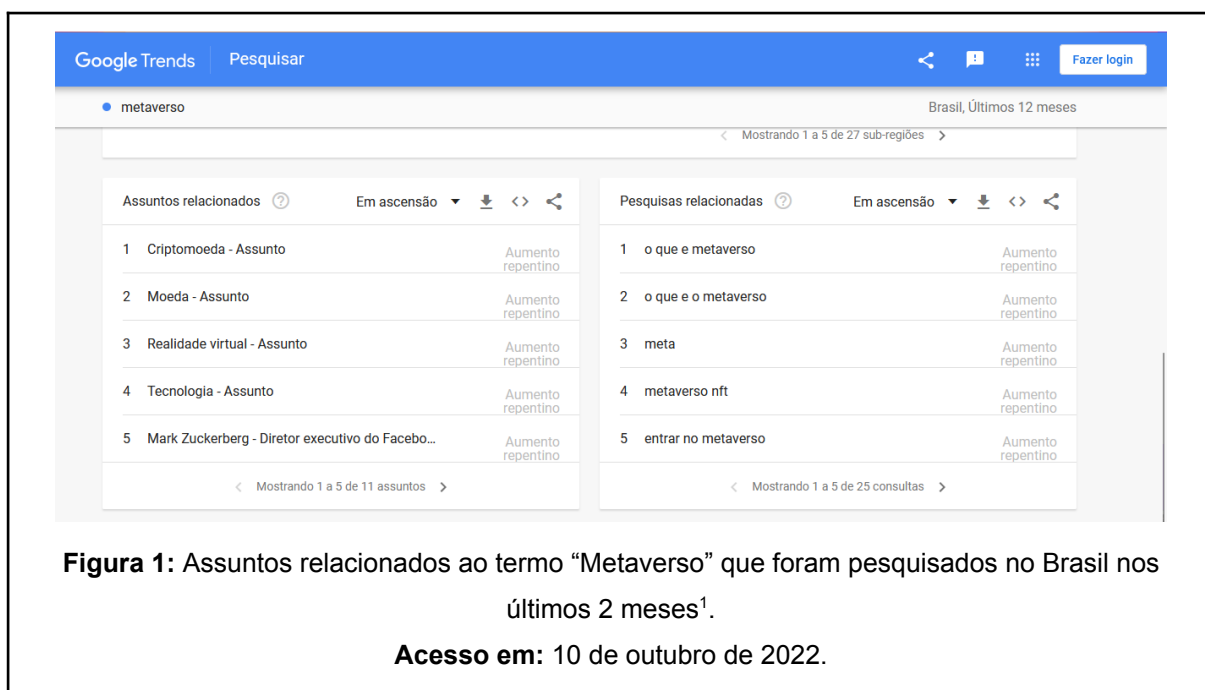 Google Trends Pesquisar Fazer login
metaverso Brasil, Últimos 12 meses
Mostrando 1 a 5 de 27 sub-regiões
Assuntos relacionados Em ascensão
1 Criptomoeda - Assunto Aumento repentino
2 Moeda - Assunto Aumento repentino
3 Realidade virtual - Assunto Aumento repentino
4 Tecnologia - Assunto Aumento repentino
5 Mark Zuckerberg - Diretor executivo do Facebo... Aumento repentino
Mostrando 1 a 5 de 11 assuntos
Pesquisas relacionadas Em ascensão
1 o que e metaverso Aumento repentino
2 o que e o metaverso Aumento repentino
3 meta Aumento repentino
4 metaverso nft Aumento repentino
5 entrar no metaverso Aumento repentino
Mostrando 1 a 5 de 25 consultas
Figura 1: Assuntos relacionados ao termo “Metaverso” que foram pesquisados no Brasil nos
últimos 2 meses¹.
Acesso em: 10 de outubro de 2022.